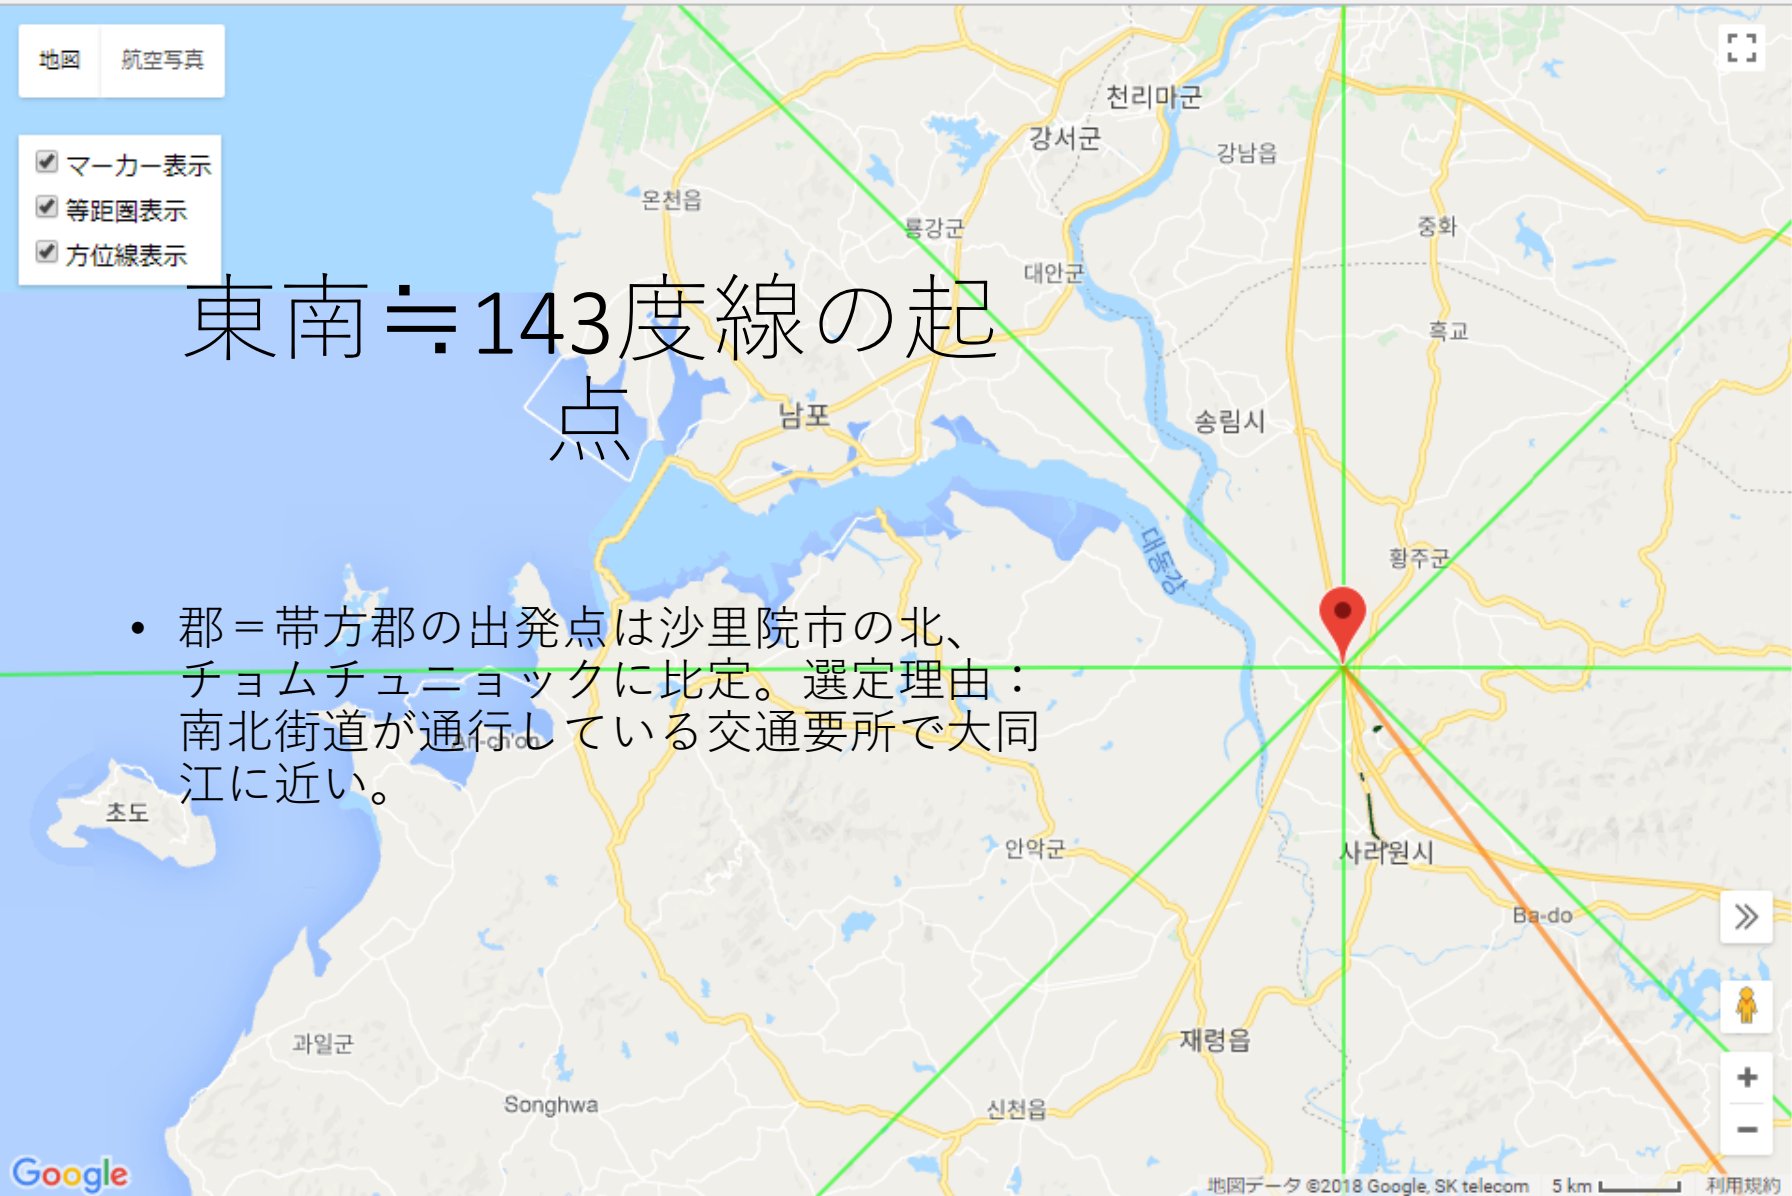 地図 航空写真
マーカー表示
等距圏表示
方位線表示
천리마군
강서군
강남읍
온천읍
룡강군
중화
대안군
東南≒143度線の起
点
흑교
남포
송림시
대동강
황주군
郡＝帯方郡の出発点は沙里院市の北、
チョムチュニョックに比定。選定理由：
南北街道が通行している交通要所で大同
An-ch'on
江に近い。
초도
안악군
사리원시
Ba-do
과일군
재령읍
Songhwa
신천읍
Google
地図データ ©2018 Google, SK telecom 5 km 利用規約